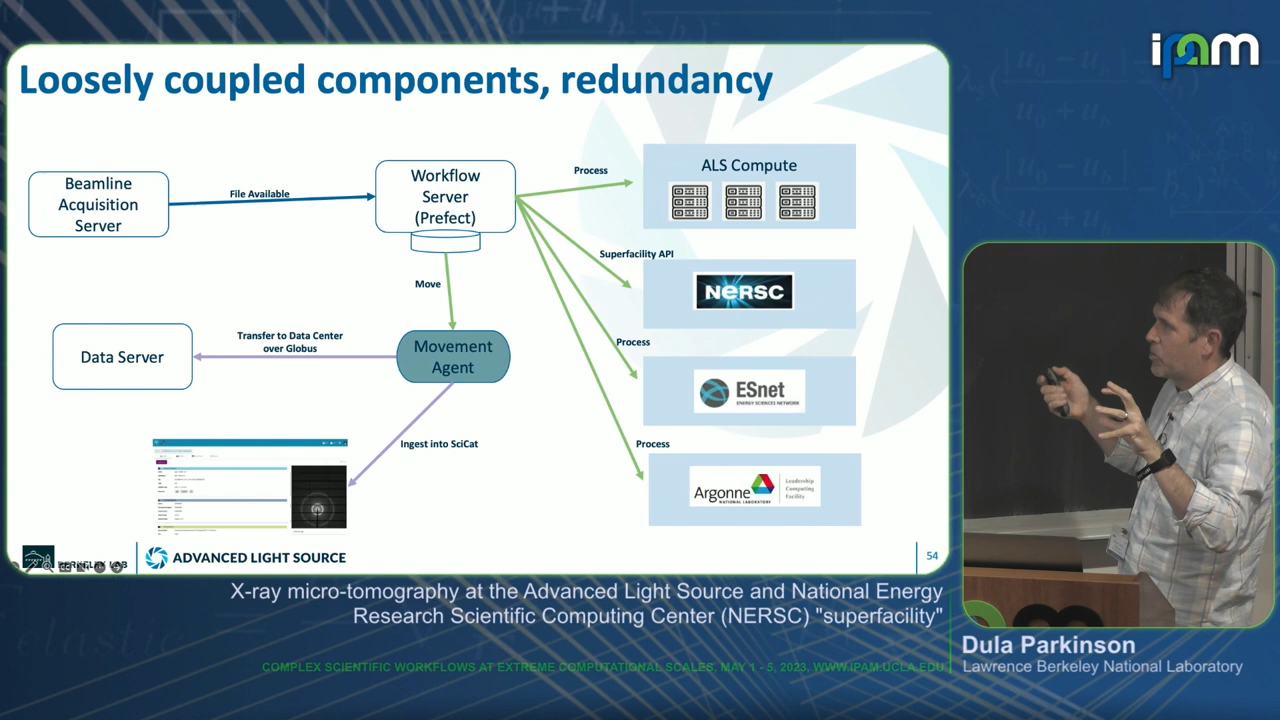 ipam
Loosely coupled components, redundancy
Beamline
Acquisition
Server
File Available
Workflow
Server
(Prefect)
Process
ALS Compute
Superfacility API
NERSC
Move
Process
ESnet
ENERGY SCIENCES NETWORK
Data Server
Transfer to Data Center
over Globus
Movement
Agent
Ingest into SciCat
Process
Argonne
NATIONAL LABORATORY
Leadership
Computing
Facility
ADVANCED LIGHT SOURCE
54
X-ray micro-tomography at the Advanced Light Source and National Energy
Research Scientific Computing Center (NERSC) "superfacility"
COMPLEX SCIENTIFIC WORKFLOWS AT EXTREME COMPUTATIONAL SCALES, MAY 1 - 5, 2023, WWW.IPAM.UCLA.EDU
Dula Parkinson
Lawrence Berkeley National Laboratory